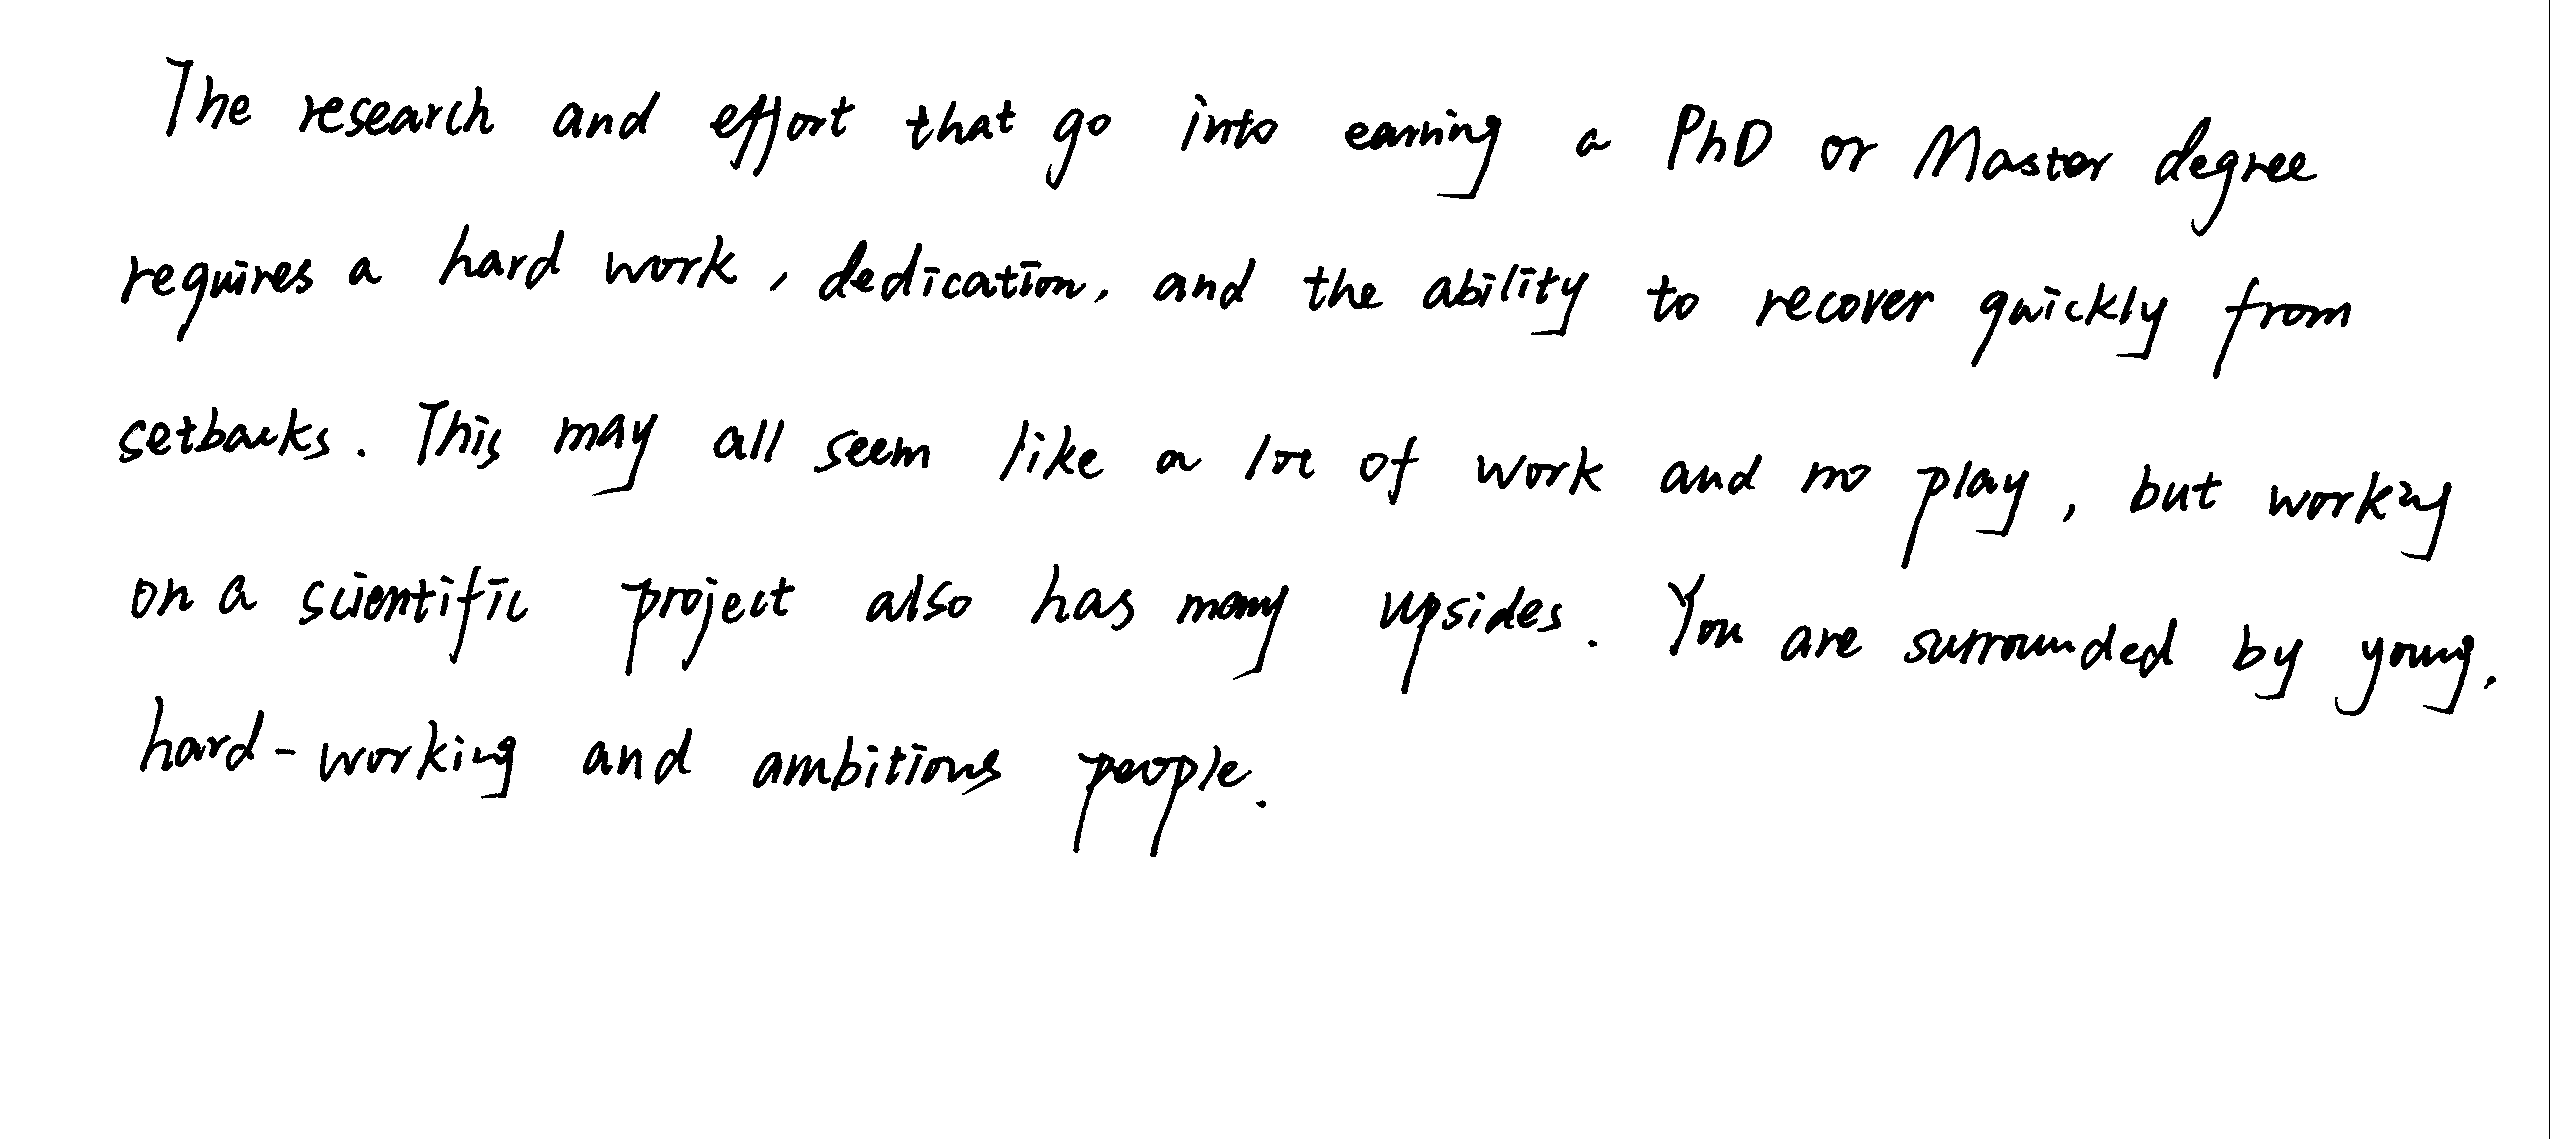 The research and effort that go into earning a PhD or Master degree
requires a hard work, dedication, and the ability to recover quickly from
setbacks. This may all seem like a lot of work and no play, but working
on a scientific project also has many upsides. You are surrounded by young,
hard-working and ambitious people.